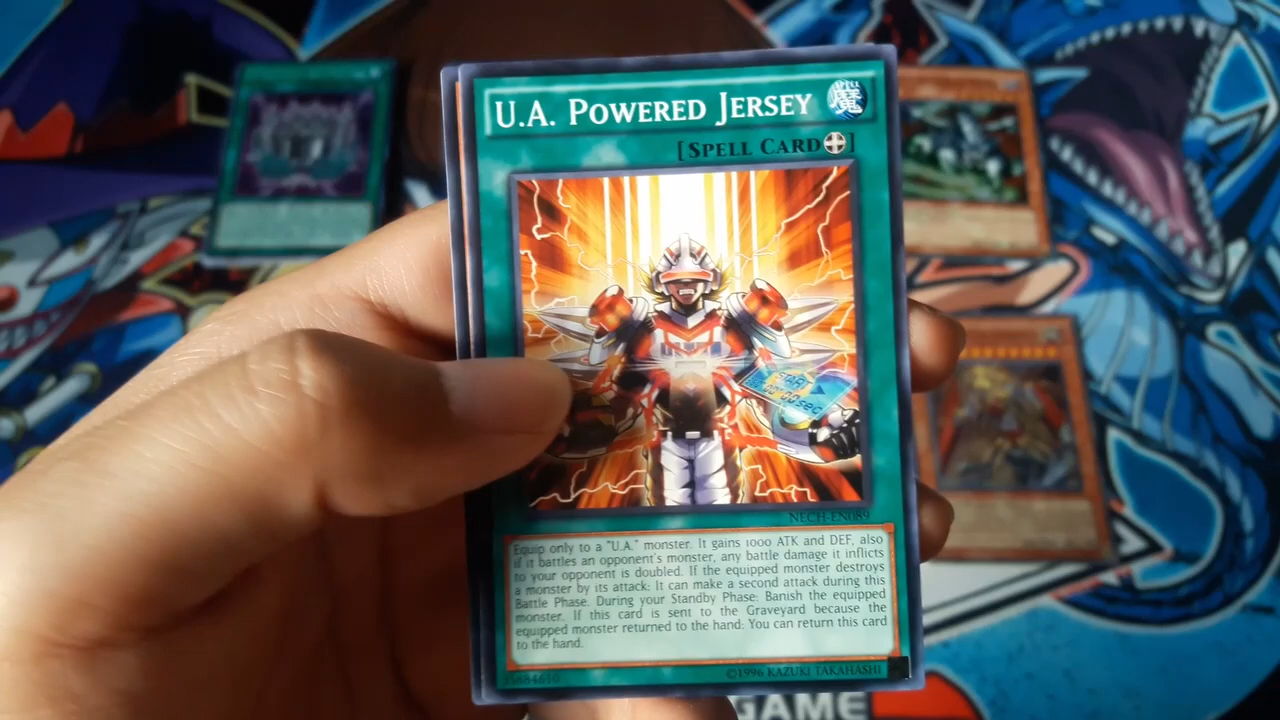 U.A. POWERED JERSEY 魔
[SPELL CARD]
START
00sec
NECH-EN089
Equip only to a "U.A." monster. It gains 1000 ATK and DEF, also
if it battles an opponent's monster, any battle damage it inflicts
to your opponent is doubled. If the equipped monster destroys
a monster by its attack: It can make a second attack during this
Battle Phase. During your Standby Phase: Banish the equipped
monster. If this card is sent to the Graveyard because the
equipped monster returned to the hand: You can return this card
to the hand.
©1996 KAZUKI TAKAHASHI
GAME